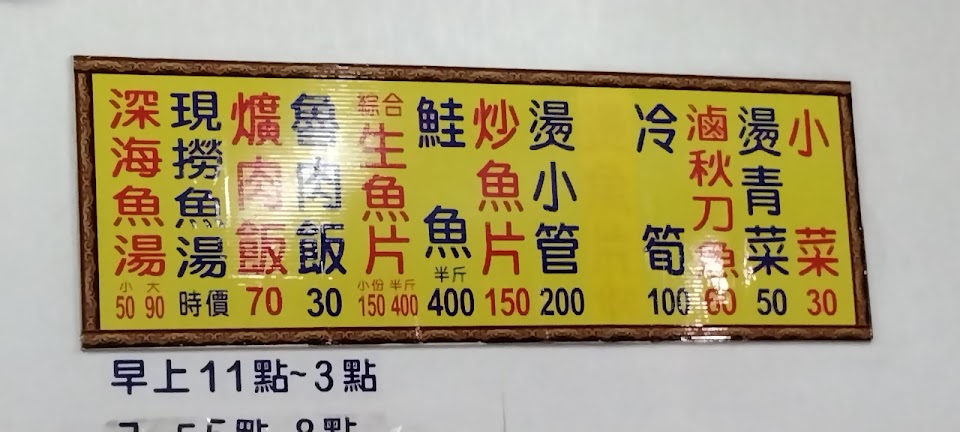 深海魚湯 小50 大90
現撈魚湯 時價
爌肉飯 70
魯肉飯 30
綜合生魚片 小份150 半斤400
鮭魚 半斤400
炒魚片 150
燙小管 200
冷筍 100
滷秋刀魚 60
燙青菜 50
小菜 30
早上11點~3點